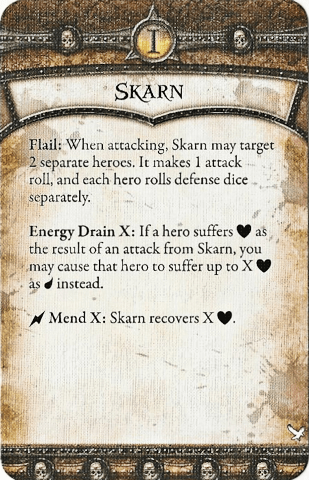 I
SKARN
Flail: When attacking, Skarn may target
2 separate heroes. It makes 1 attack
roll, and each hero rolls defense dice
separately.
Energy Drain X: If a hero suffers ♥ as
the result of an attack from Skarn, you
may cause that hero to suffer up to X ♥
as 💧 instead.
⚡ Mend X: Skarn recovers X ♥.